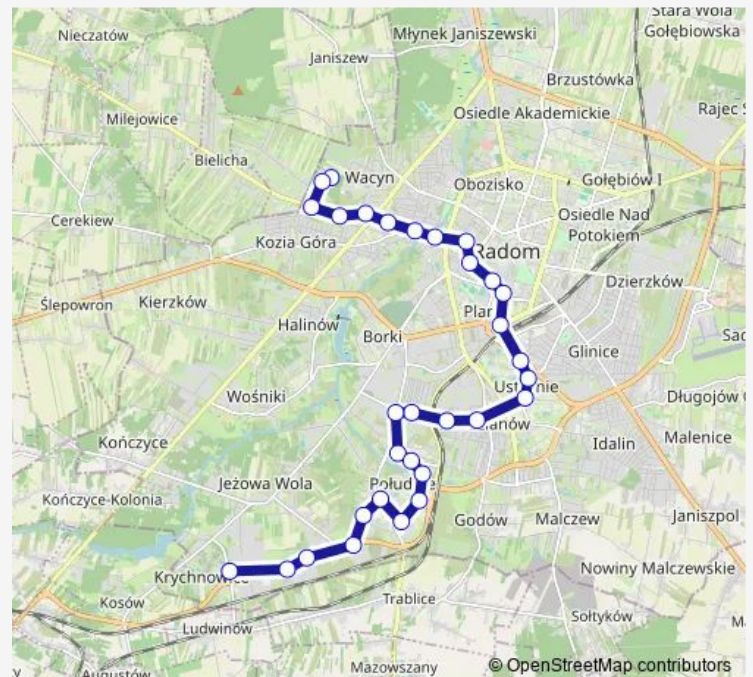 Stara Wola
Gołębiowska
Nieczatów
Młynek Janiszewski
Janiszew
Brzustówka
Milejowice
Osiedle Akademickie
Rajec
Bielicha
Wacyn
Obozisko
Gołębiów I
Cerekiew
Osiedle Nad
Potokiem
Kozia Góra
Radom
Dzierzków
Ślepowron
Kierzków
Halinów
Borki
Glinice
Wośniki
Długojów
Kończyce
Idalin
Malenice
Jeżowa Wola
Kończyce-Kolonia
Godów
Malczew
Janiszpol
Krychnowice
Nowiny Malczewskie
Kosów
Trablice
Sołtyków
Ludwinów
Mazowszany
Augustów
© OpenStreetMap contributors